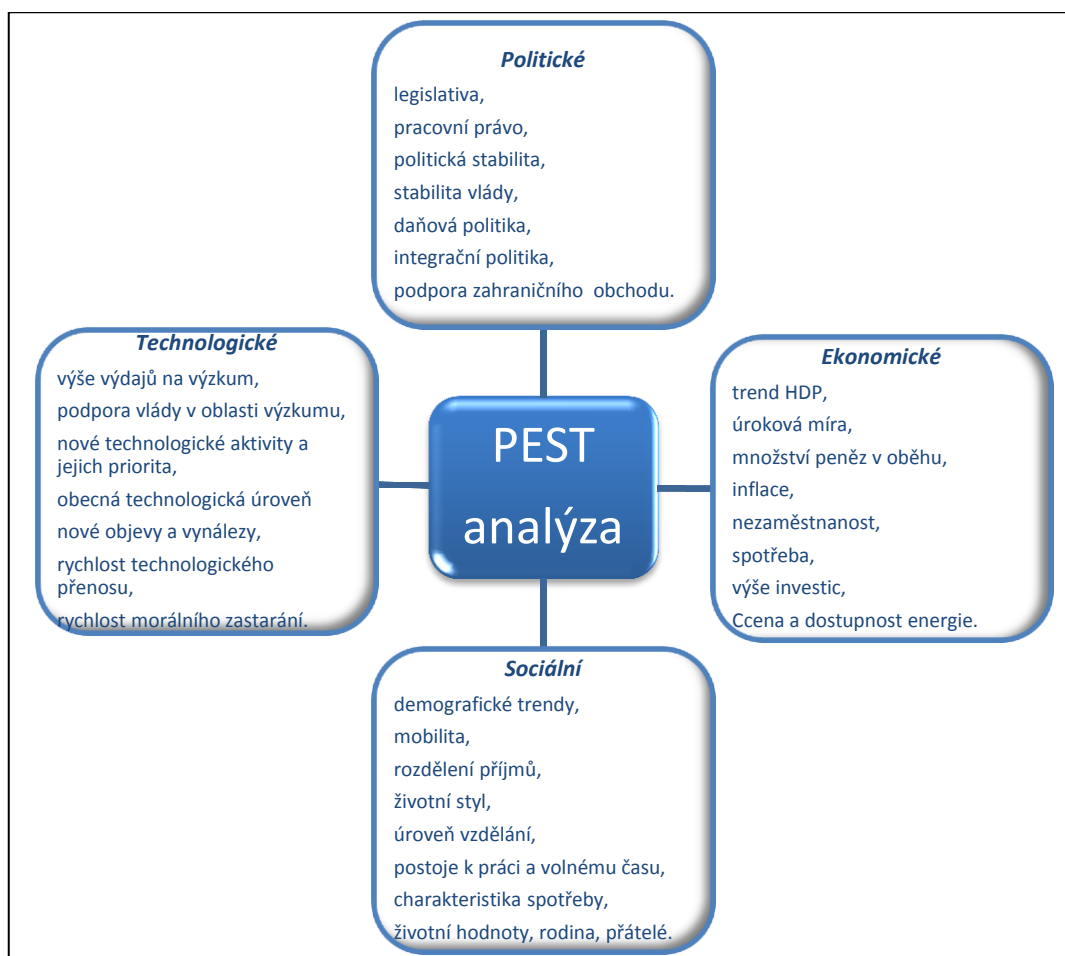 Politické
legislativa,
pracovní právo,
politická stabilita,
stabilita vlády,
daňová politika,
integrační politika,
podpora zahraničního obchodu.
Technologické
výše výdajů na výzkum,
podpora vlády v oblasti výzkumu,
nové technologické aktivity a
jejich priorita,
obecná technologická úroveň
nové objevy a vynálezy,
rychlost technologického
přenosu,
rychlost morálního zastarání.
PEST
analýza
Ekonomické
trend HDP,
úroková míra,
množství peněz v oběhu,
inflace,
nezaměstnanost,
spotřeba,
výše investic,
Ccena a dostupnost energie.
Sociální
demografické trendy,
mobilita,
rozdělení příjmů,
životní styl,
úroveň vzdělání,
postoje k práci a volnému času,
charakteristika spotřeby,
životní hodnoty, rodina, přátelé.